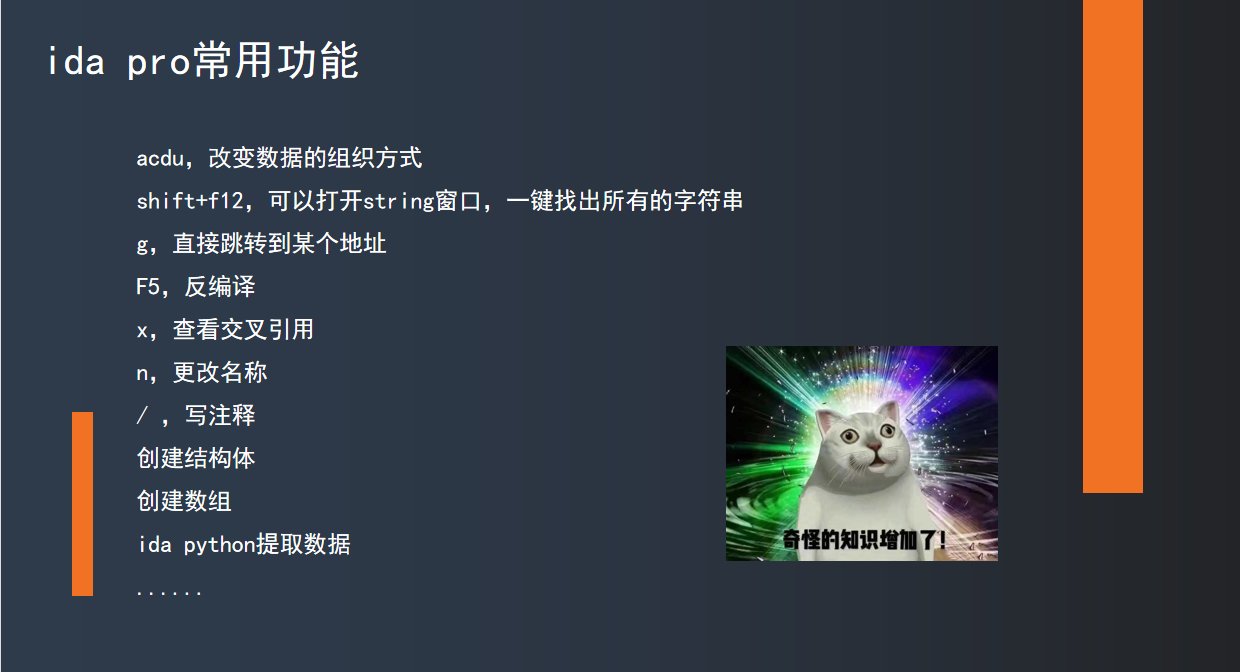 ida pro常用功能
acdu，改变数据的组织方式
shift+f12，可以打开string窗口，一键找出所有的字符串
g，直接跳转到某个地址
F5，反编译
x，查看交叉引用
n，更改名称
/ ，写注释
创建结构体
创建数组
ida python提取数据
......
奇怪的知识增加了！